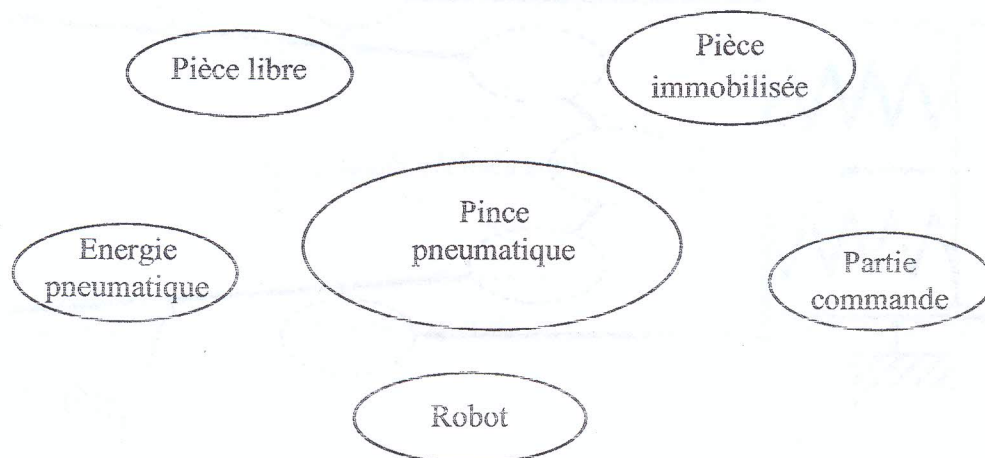 Pièce libre
Pièce
immobilisée
Pince
pneumatique
Energie
pneumatique
Partie
commande
Robot